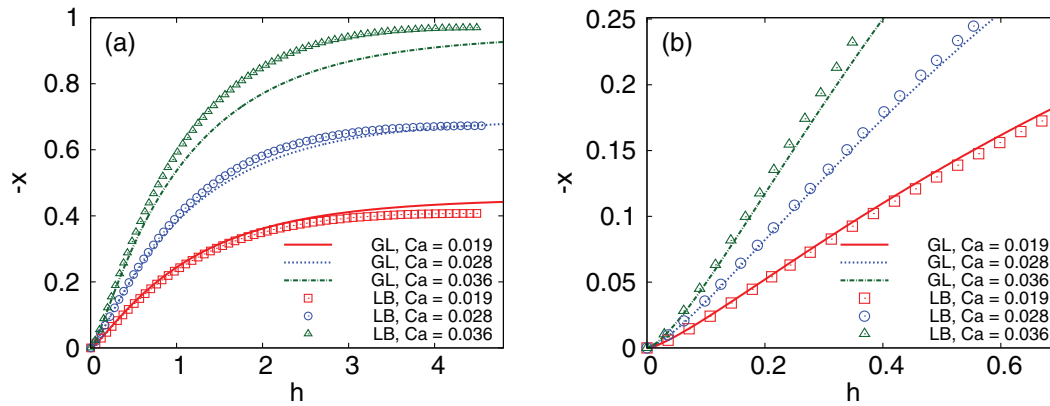 (a)
-x
1
0.8
0.6
0.4
0.2
0
0 1 2 3 4
h
GL, Ca = 0.019
GL, Ca = 0.028
GL, Ca = 0.036
LB, Ca = 0.019
LB, Ca = 0.028
LB, Ca = 0.036
(b)
-x
0.25
0.2
0.15
0.1
0.05
0
0 0.2 0.4 0.6
h
GL, Ca = 0.019
GL, Ca = 0.028
GL, Ca = 0.036
LB, Ca = 0.019
LB, Ca = 0.028
LB, Ca = 0.036